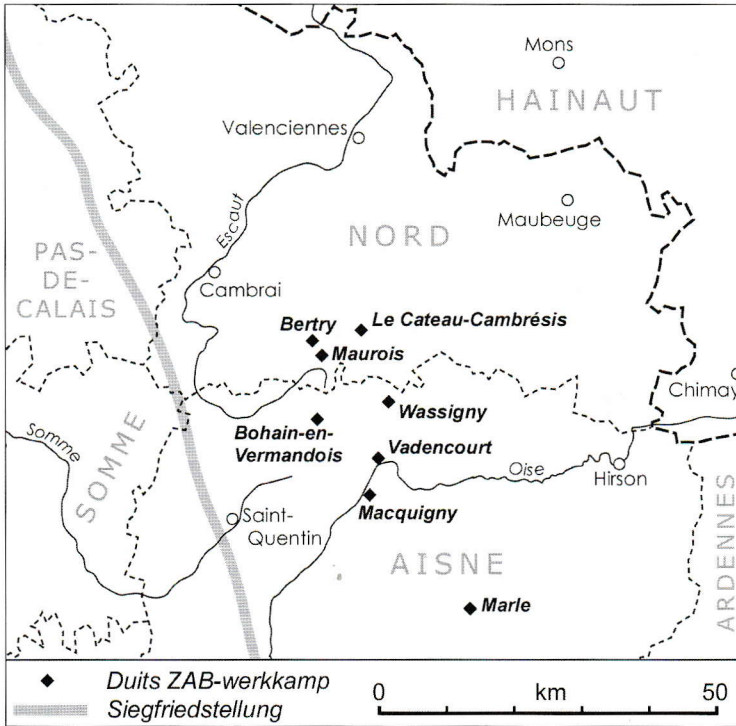 Mons
HAINAUT
Valenciennes
Escaut
Maubeuge
NORD
PAS-
DE-
CALAIS
Cambrai
Bertry
Le Cateau-Cambrésis
Maurois
Chimay
Wassigny
Bohain-en-
Vermandois
Somme
SOMME
Vadencourt
Oise
Hirson
Macquigny
Saint-
Quentin
AISNE
ARDENNES
Marle
Duits ZAB-werkkamp
Siegfriedstellung
0 km 50